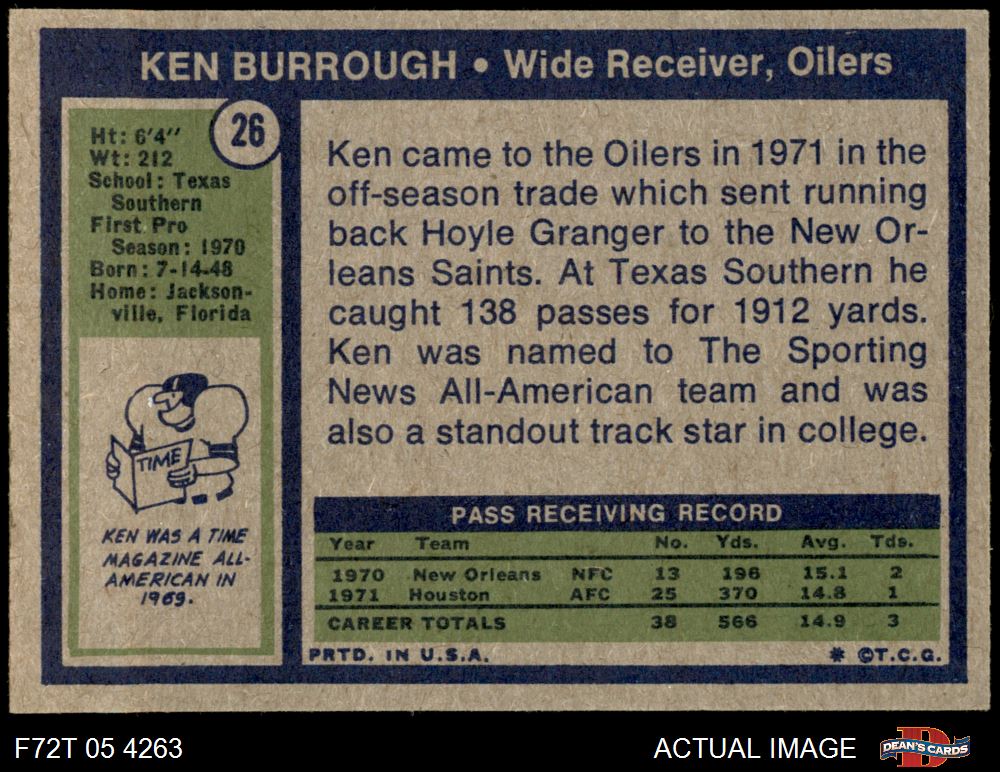 KEN BURROUGH • Wide Receiver, Oilers
26
Ht: 6'4"
Wt: 212
School: Texas
Southern
First Pro
Season: 1970
Born: 7-14-48
Home: Jackson-
ville, Florida
TIME
KEN WAS A TIME
MAGAZINE ALL-
AMERICAN IN
1969.
Ken came to the Oilers in 1971 in the
off-season trade which sent running
back Hoyle Granger to the New Or-
leans Saints. At Texas Southern he
caught 138 passes for 1912 yards.
Ken was named to The Sporting
News All-American team and was
also a standout track star in college.
PASS RECEIVING RECORD
Year Team No. Yds. Avg. Tds.
1970 New Orleans NFC 13 196 15.1 2
1971 Houston AFC 25 370 14.8 1
CAREER TOTALS 38 566 14.9 3
PRTD. IN U.S.A. * ©T.C.G.
F72T 05 4263 ACTUAL IMAGE DEAN'S CARDS